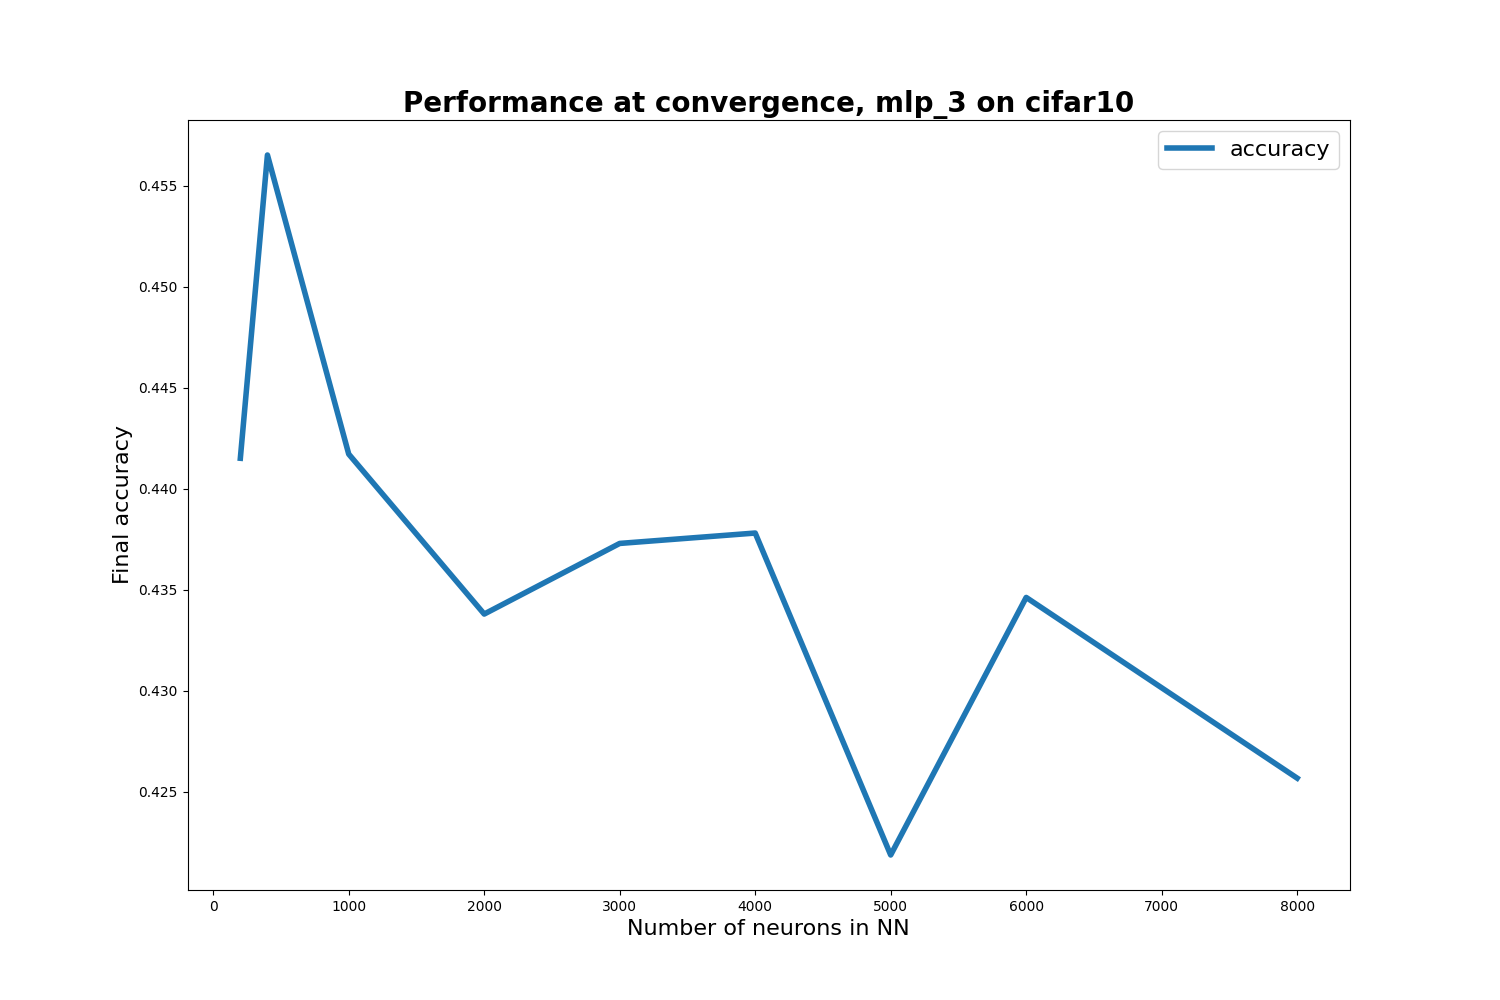 Performance at convergence, mlp_3 on cifar10
accuracy
0.455
0.450
0.445
0.440
0.435
0.430
0.425
Final accuracy
0 1000 2000 3000 4000 5000 6000 7000 8000
Number of neurons in NN